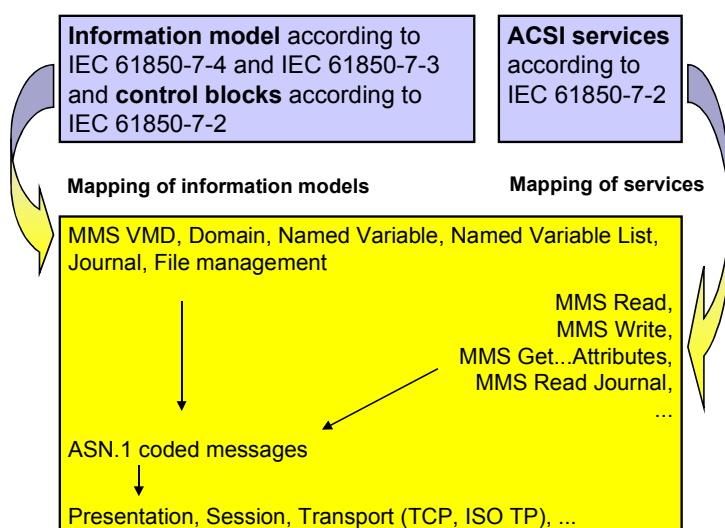 Information model according to
IEC 61850-7-4 and IEC 61850-7-3
and control blocks according to
IEC 61850-7-2
ACSI services
according to
IEC 61850-7-2
Mapping of information models
Mapping of services
MMS VMD, Domain, Named Variable, Named Variable List,
Journal, File management
MMS Read,
MMS Write,
MMS Get...Attributes,
MMS Read Journal,
...
ASN.1 coded messages
Presentation, Session, Transport (TCP, ISO TP), ...